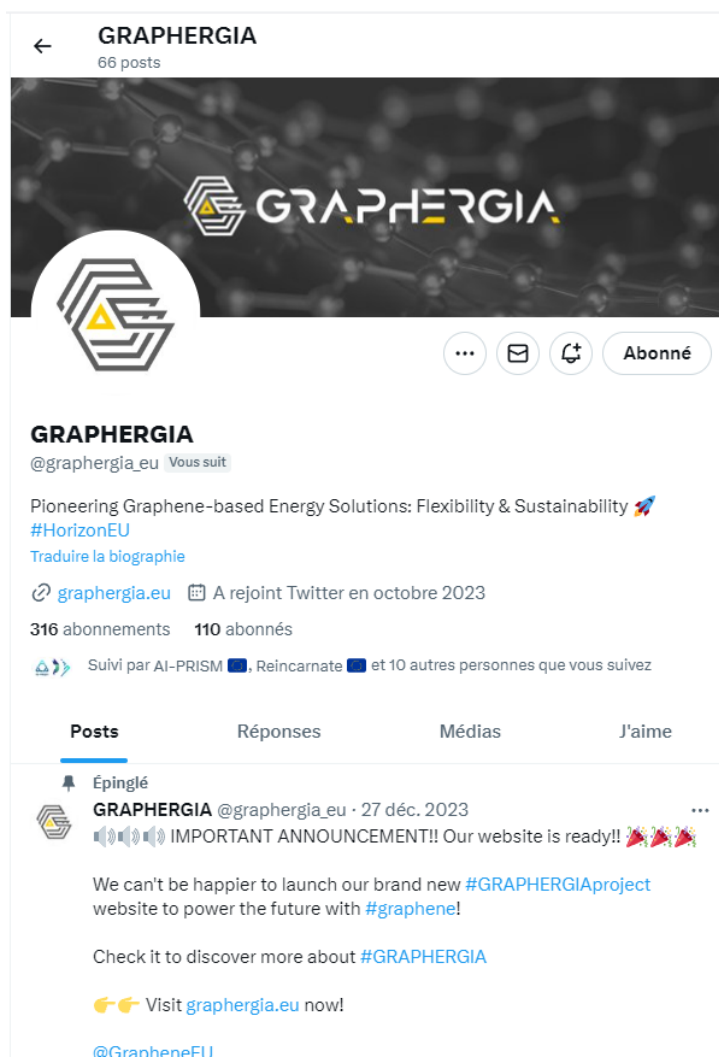 GRAPHERGIA
66 posts
GRAPHERGIA
Abonné
GRAPHERGIA
@graphergia_eu Vous suit
Pioneering Graphene-based Energy Solutions: Flexibility & Sustainability 🚀
#HorizonEU
Traduire la biographie
graphergia.eu A rejoint Twitter en octobre 2023
316 abonnements 110 abonnés
Suivi par AI-PRISM 🇪🇺, Reincarnate 🇪🇺 et 10 autres personnes que vous suivez
Posts Réponses Médias J'aime
Épinglé
GRAPHERGIA @graphergia_eu · 27 déc. 2023
🔊🔊🔊 IMPORTANT ANNOUNCEMENT!! Our website is ready!! 🎉🎉🎉
We can't be happier to launch our brand new #GRAPHERGIAproject
website to power the future with #graphene!
Check it to discover more about #GRAPHERGIA
👉👉 Visit graphergia.eu now!
@GrapheneEU